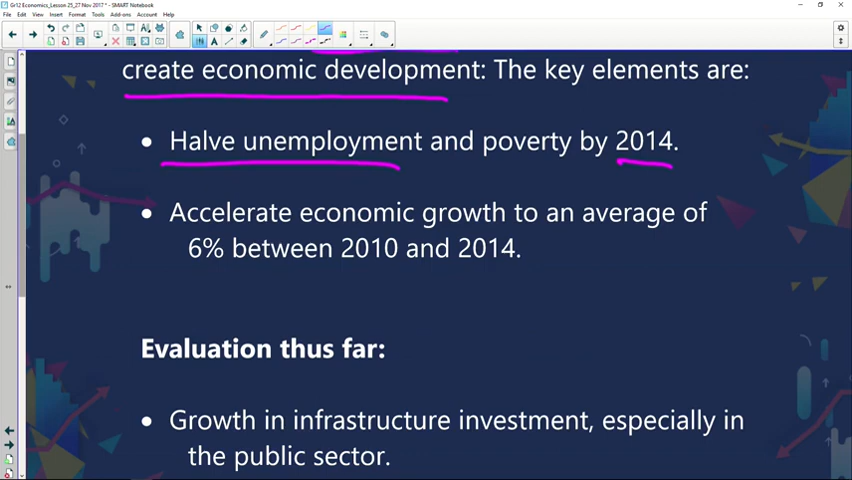 Gr12 Economics_Lesson 25_27 Nov 2017 * - SMART Notebook
File Edit View Insert Format Tools Add-ons Account Help
create economic development: The key elements are:
• Halve unemployment and poverty by 2014.
• Accelerate economic growth to an average of
6% between 2010 and 2014.
Evaluation thus far:
• Growth in infrastructure investment, especially in
the public sector.